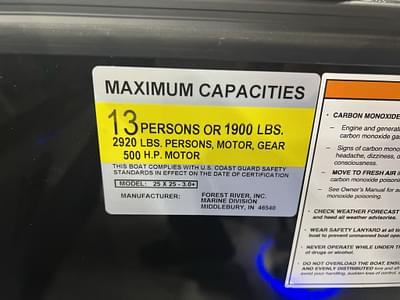 MAXIMUM CAPACITIES
13 PERSONS OR 1900 LBS.
2920 LBS. PERSONS, MOTOR, GEAR
500 H.P. MOTOR
THIS BOAT COMPLIES WITH U.S. COAST GUARD SAFETY
STANDARDS IN EFFECT ON THE DATE OF CERTIFICATION
MODEL: 25 X 25 - 3.0+
MANUFACTURER: FOREST RIVER, INC.
MARINE DIVISION
MIDDLEBURY, IN 46540
• CARBON MONOXIDE
– Engine and genera
carbon monoxide gas
– Signs of carbon mono
headache, dizziness, d
consciousness.
– MOVE TO FRESH AIR i
carbon monoxide poison
– See Owner's Manual for a
monoxide poisoning.
• CHECK WEATHER FORECAST
and heed all weather advisories.
• WEAR SAFETY LANYARD at all ti
boat to prevent unmanned boat oper
• NEVER OPERATE WHILE UNDER T
of drugs or alcohol.
• DO NOT OVERLOAD THE BOAT. ENS
AND EVENLY DISTRIBUTED